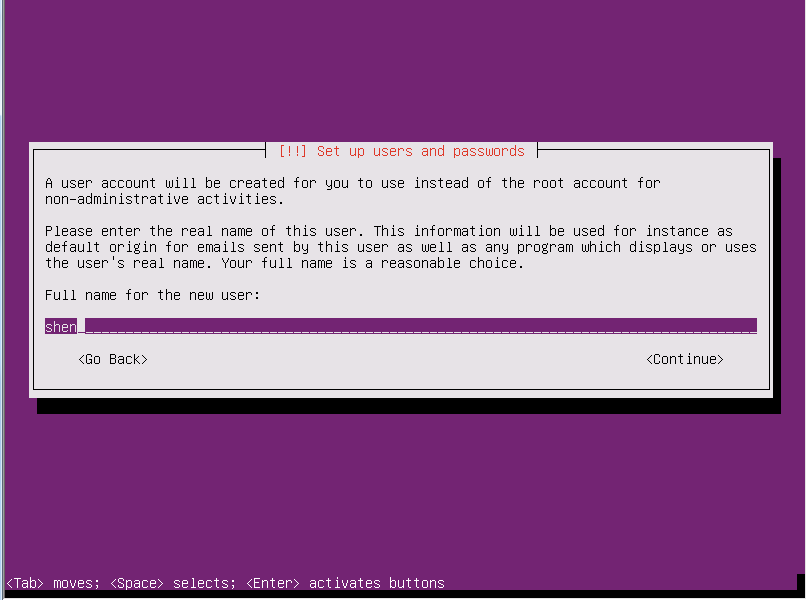 [!!] Set up users and passwords
A user account will be created for you to use instead of the root account for
non-administrative activities.
Please enter the real name of this user. This information will be used for instance as
default origin for emails sent by this user as well as any program which displays or uses
the user's real name. Your full name is a reasonable choice.
Full name for the new user:
shen
<Go Back> <Continue>
<Tab> moves; <Space> selects; <Enter> activates buttons